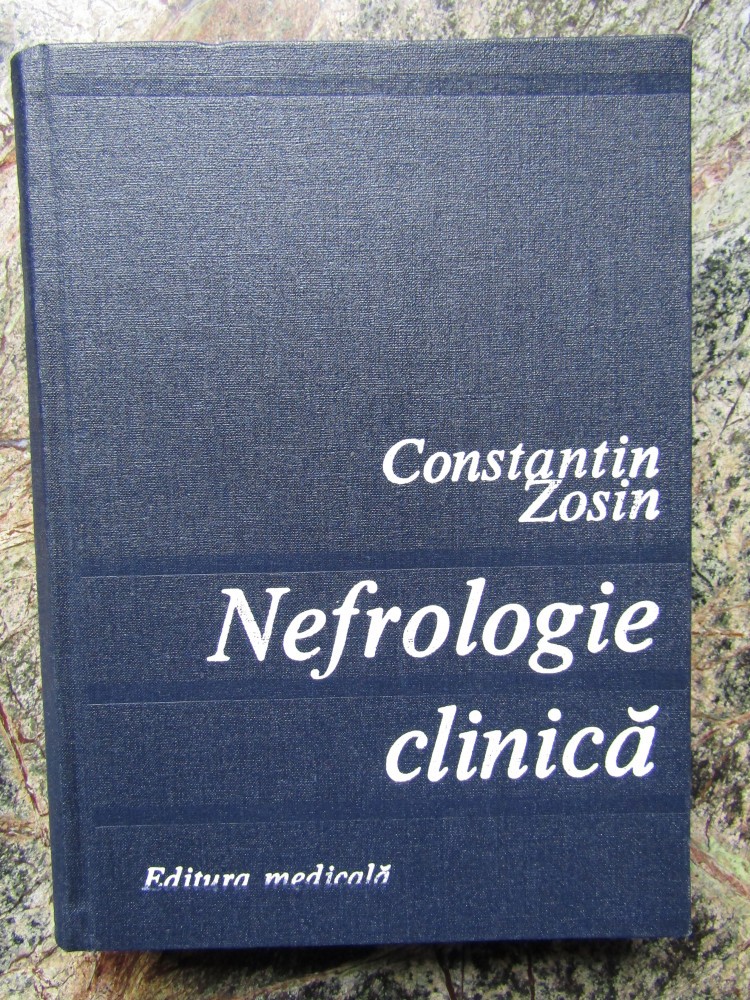 Constantin
Zosin
Nefrologie
clinică
Editura medicală